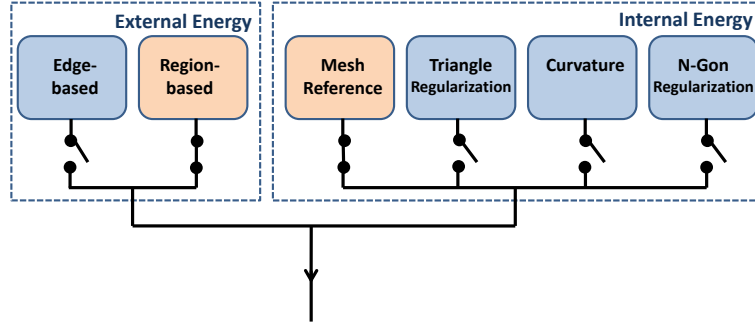 External Energy
Internal Energy
Edge-
based
Region-
based
Mesh
Reference
Triangle
Regularization
Curvature
N-Gon
Regularization